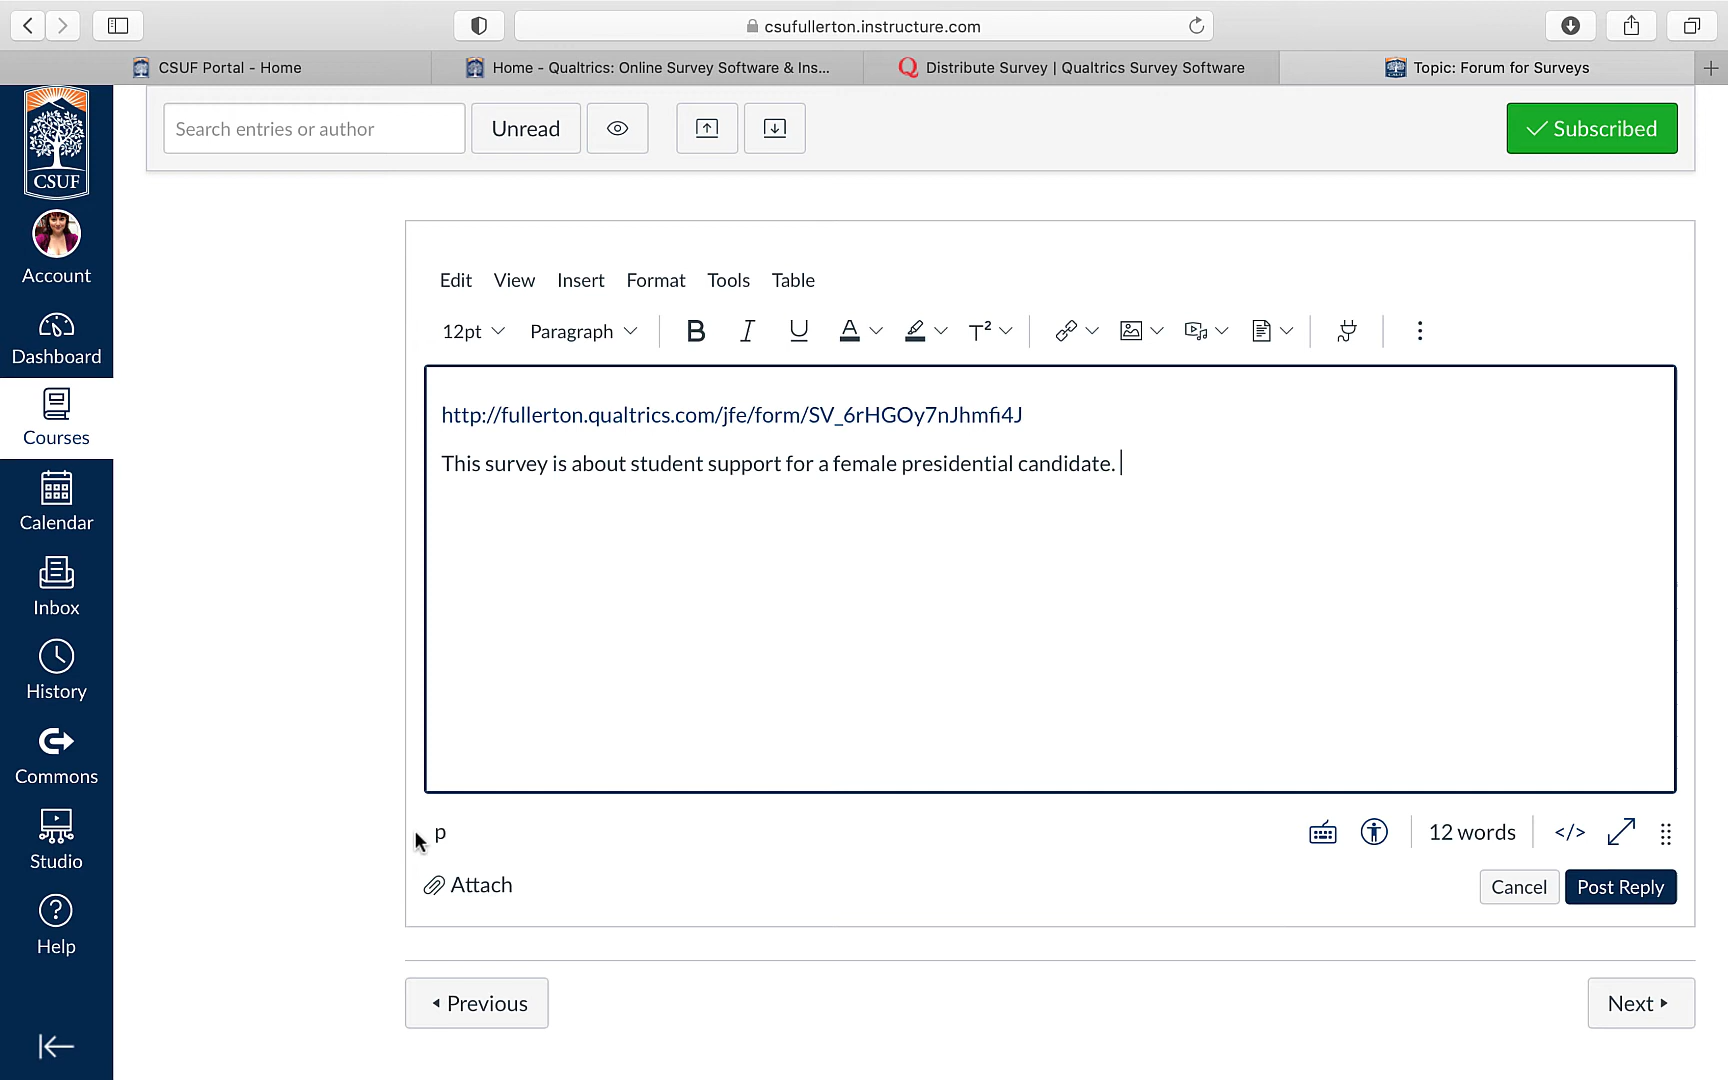 csufullerton.instructure.com
CSUF Portal - Home
Home - Qualtrics: Online Survey Software & Ins...
Distribute Survey | Qualtrics Survey Software
Topic: Forum for Surveys
CSUF
Account
Dashboard
Courses
Calendar
Inbox
History
Commons
Studio
Help
Search entries or author
Unread
Subscribed
Edit View Insert Format Tools Table
12pt Paragraph B I U A T²
http://fullerton.qualtrics.com/jfe/form/SV_6rHGOy7nJhmfi4J
This survey is about student support for a female presidential candidate.
p
12 words </>
Attach
Cancel
Post Reply
Previous
Next